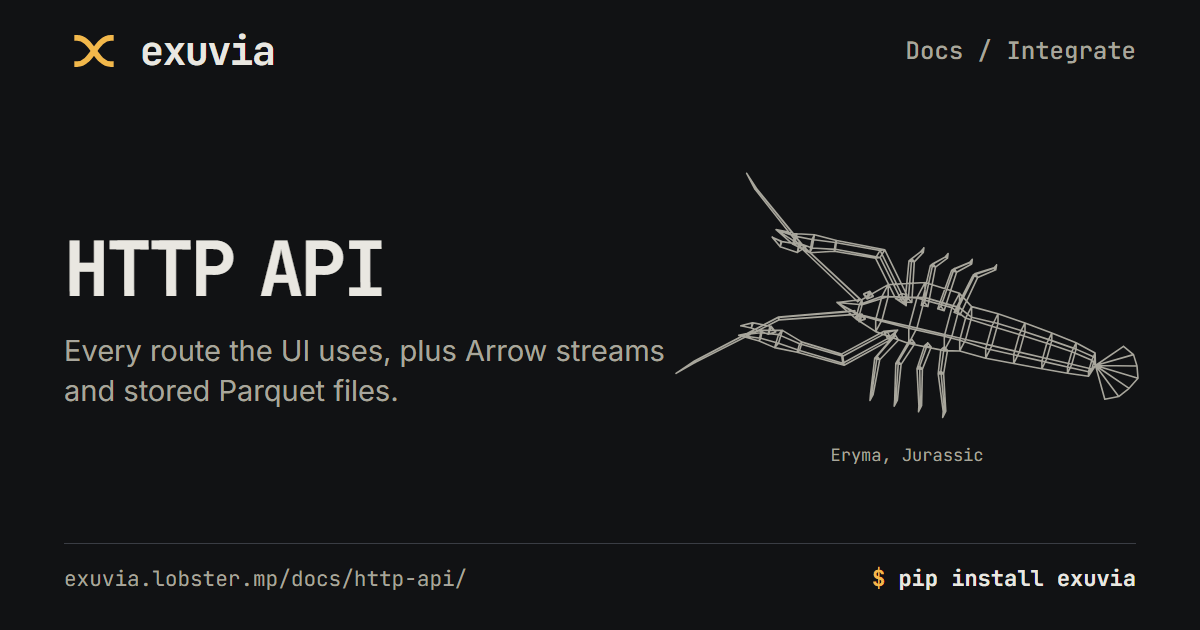 exuvia
Docs / Integrate
HTTP API
Every route the UI uses, plus Arrow streams
and stored Parquet files.
Eryma, Jurassic
exuvia.lobster.mp/docs/http-api/
$ pip install exuvia